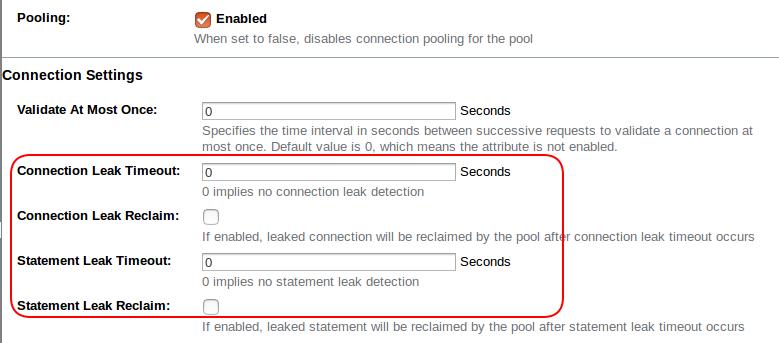 Pooling: Enabled
When set to false, disables connection pooling for the pool
Connection Settings
Validate At Most Once: 0 Seconds
Specifies the time interval in seconds between successive requests to validate a connection at
most once. Default value is 0, which means the attribute is not enabled.
Connection Leak Timeout: 0 Seconds
0 implies no connection leak detection
Connection Leak Reclaim:
If enabled, leaked connection will be reclaimed by the pool after connection leak timeout occurs
Statement Leak Timeout: 0 Seconds
0 implies no statement leak detection
Statement Leak Reclaim:
If enabled, leaked statement will be reclaimed by the pool after statement leak timeout occurs